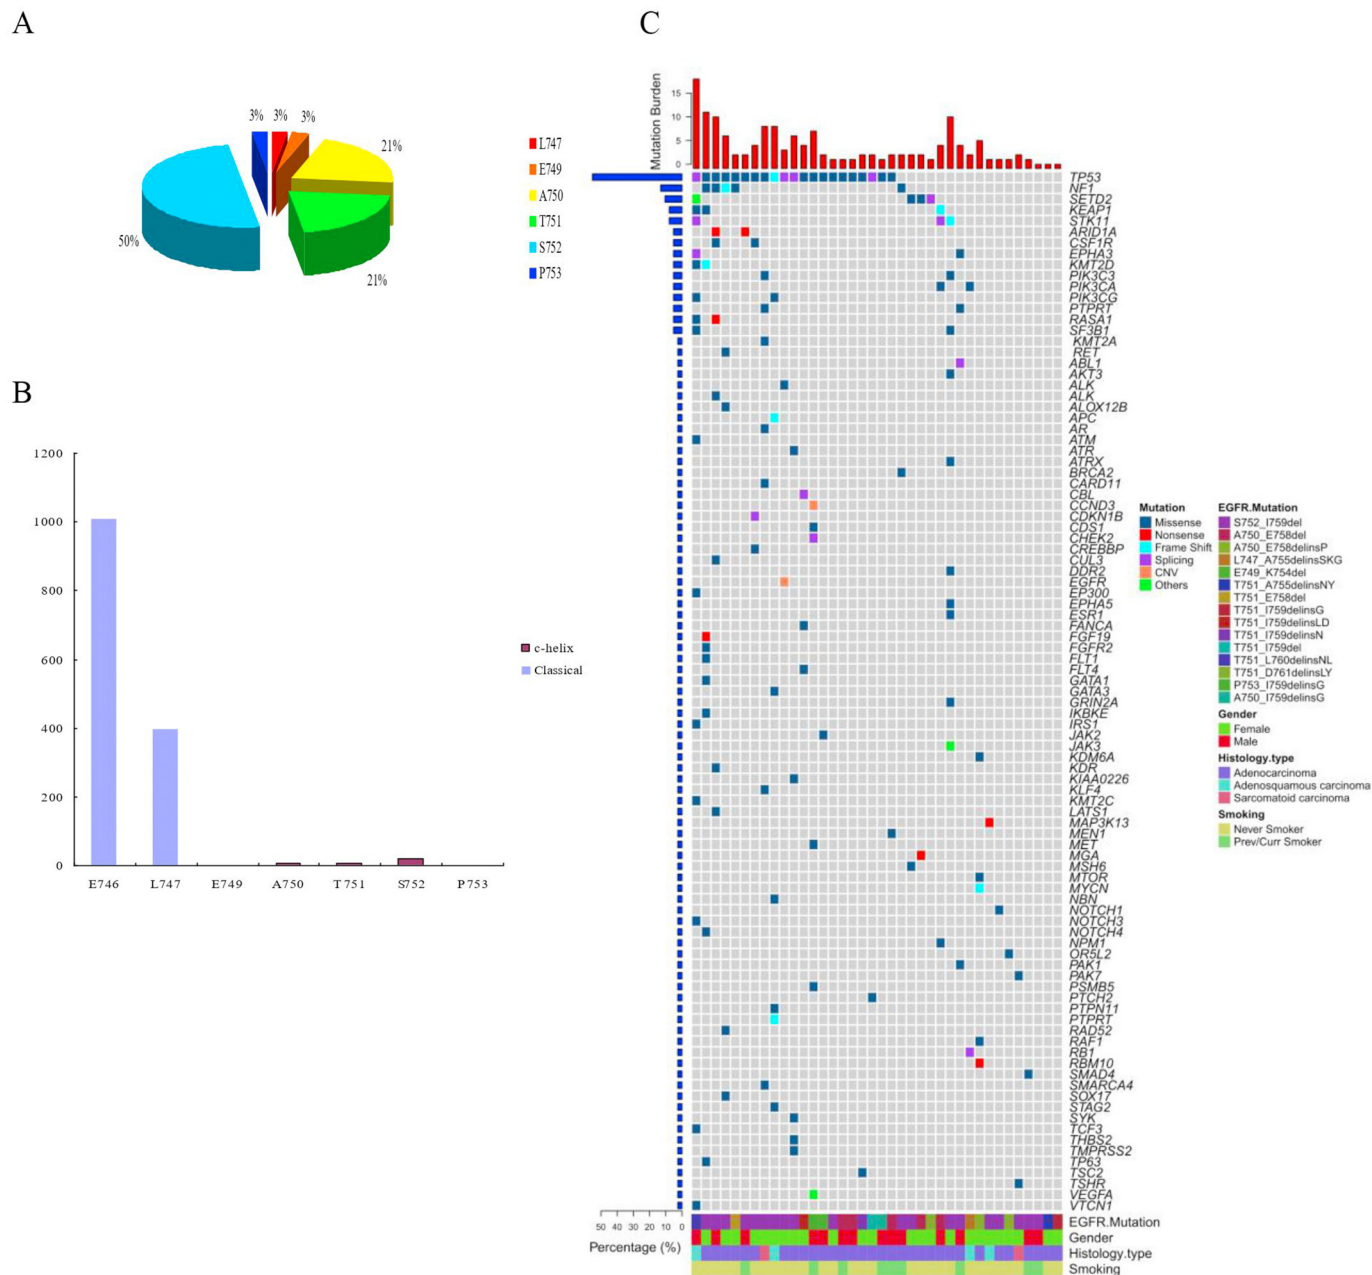 A
3%
3%
3%
21%
21%
50%
L747
E749
A750
T751
S752
P753
B
1200
1000
800
600
400
200
0
E746
L747
E749
A750
T751
S752
P753
c-helix
Classical
C
Mutation Burden
15
10
5
0
TP53
NF1
SETD2
KEAP1
STK11
ARID1A
CSF1R
EPHA3
KMT2D
PIK3C3
PIK3CA
PIK3CG
PTPRT
RASA1
SF3B1
KMT2A
RET
ABL1
AKT3
ALK
ALK
ALOX12B
APC
AR
ATM
ATR
ATRX
BRCA2
CARD11
CBL
CCND3
CDKN1B
CDS1
CHEK2
CREBBP
CUL3
DDR2
EGFR
EP300
EPHA5
ESR1
FANCA
FGF19
FGFR2
FLT1
FLT4
GATA1
GATA3
GRIN2A
IKBKE
IRS1
JAK2
JAK3
KDM6A
KDR
KIAA0226
KLF4
KMT2C
LATS1
MAP3K13
MEN1
MET
MGA
MSH6
MTOR
MYCN
NBN
NOTCH1
NOTCH3
NOTCH4
NPM1
OR5L2
PAK1
PAK7
PSMB5
PTCH2
PTPN11
PTPRT
RAD52
RAF1
RB1
RBM10
SMAD4
SMARCA4
SOX17
STAG2
SYK
TCF3
THBS2
TMPRSS2
TP63
TSC2
TSHR
VEGFA
VTCN1
50 40 30 20 10 0
Percentage (%)
EGFR.Mutation
Gender
Histology.type
Smoking
Mutation
Missense
Nonsense
Frame Shift
Splicing
CNV
Others
EGFR.Mutation
S752_I759del
A750_E758del
A750_E758delinsP
L747_A755delinsSKG
E749_K754del
T751_A755delinsNY
T751_E758del
T751_I759delinsG
T751_I759delinsLD
T751_I759delinsN
T751_I759del
T751_L760delinsNL
T751_D761delinsLY
P753_I759delinsG
A750_I759delinsG
Gender
Female
Male
Histology.type
Adenocarcinoma
Adenosquamous carcinoma
Sarcomatoid carcinoma
Smoking
Never Smoker
Prev/Curr Smoker